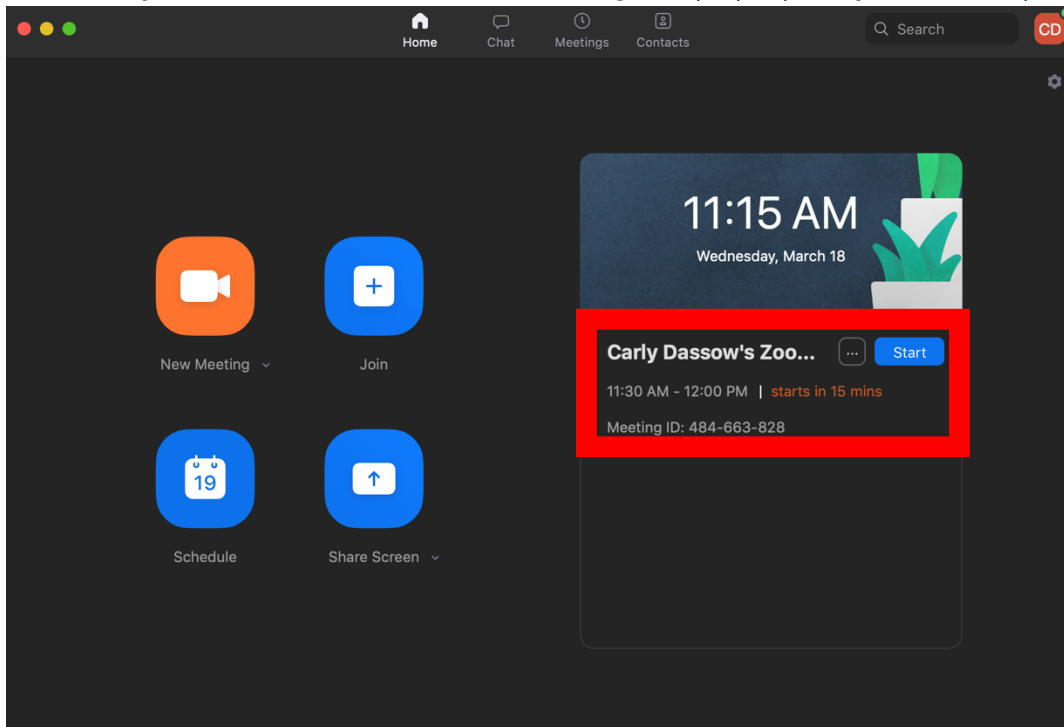 Home Chat Meetings Contacts
Search
CD
11:15 AM
Wednesday, March 18
New Meeting
Join
Carly Dassow's Zoo... ... Start
11:30 AM - 12:00 PM | starts in 15 mins
Meeting ID: 484-663-828
19
Schedule
Share Screen